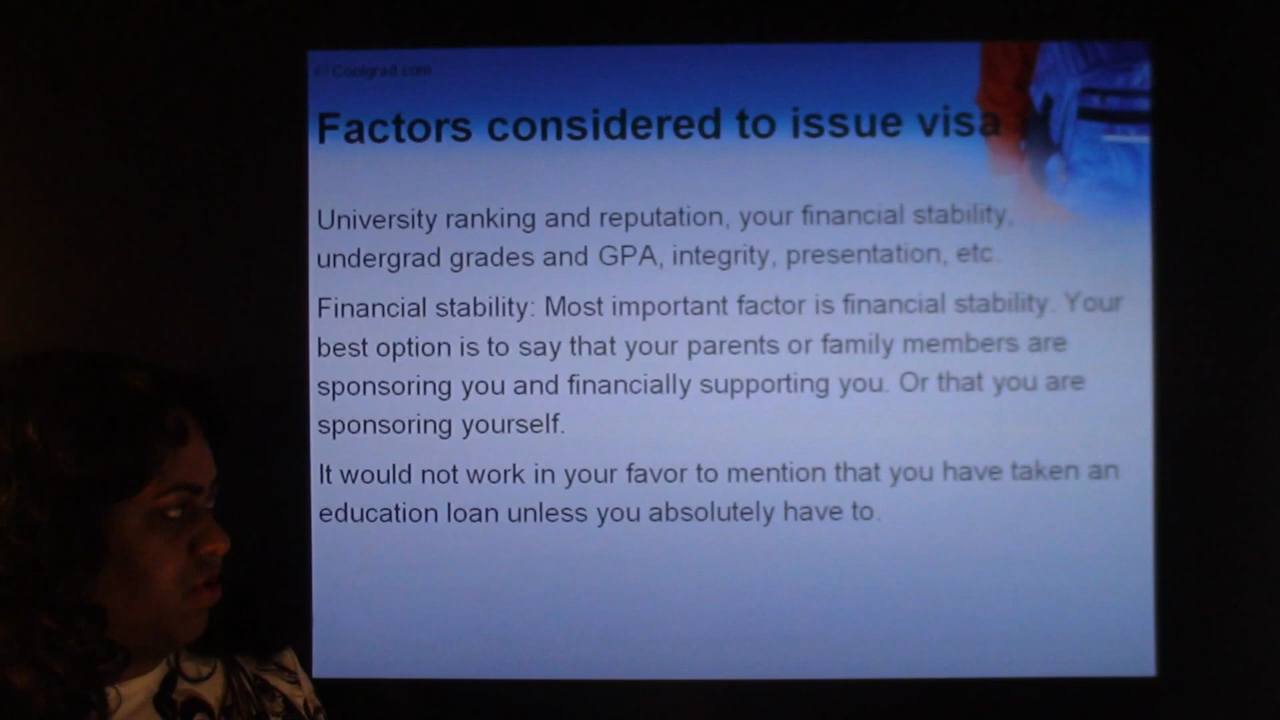 © Coolgrad.com
Factors considered to issue visa
University ranking and reputation, your financial stability,
undergrad grades and GPA, integrity, presentation, etc.
Financial stability: Most important factor is financial stability. Your
best option is to say that your parents or family members are
sponsoring you and financially supporting you. Or that you are
sponsoring yourself.
It would not work in your favor to mention that you have taken an
education loan unless you absolutely have to.